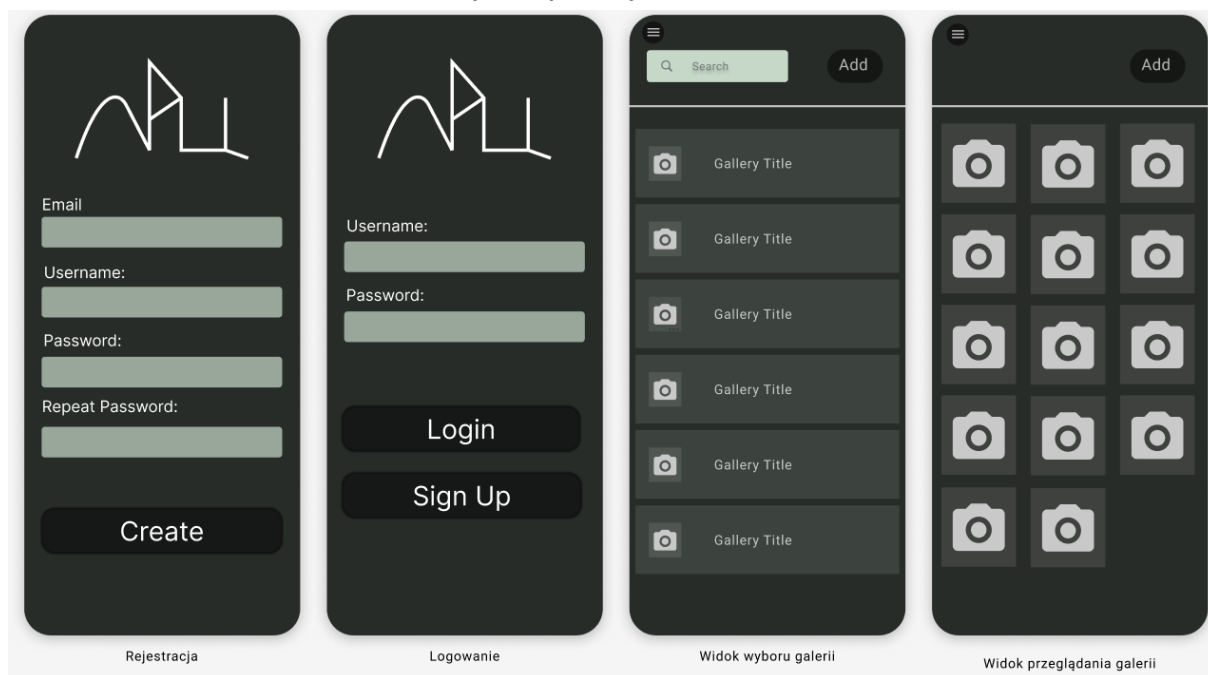 Email
Username:
Password:
Repeat Password:
Create
Rejestracja
Username:
Password:
Login
Sign Up
Logowanie
Search
Add
Gallery Title
Gallery Title
Gallery Title
Gallery Title
Gallery Title
Gallery Title
Widok wyboru galerii
Add
Widok przeglądania galerii